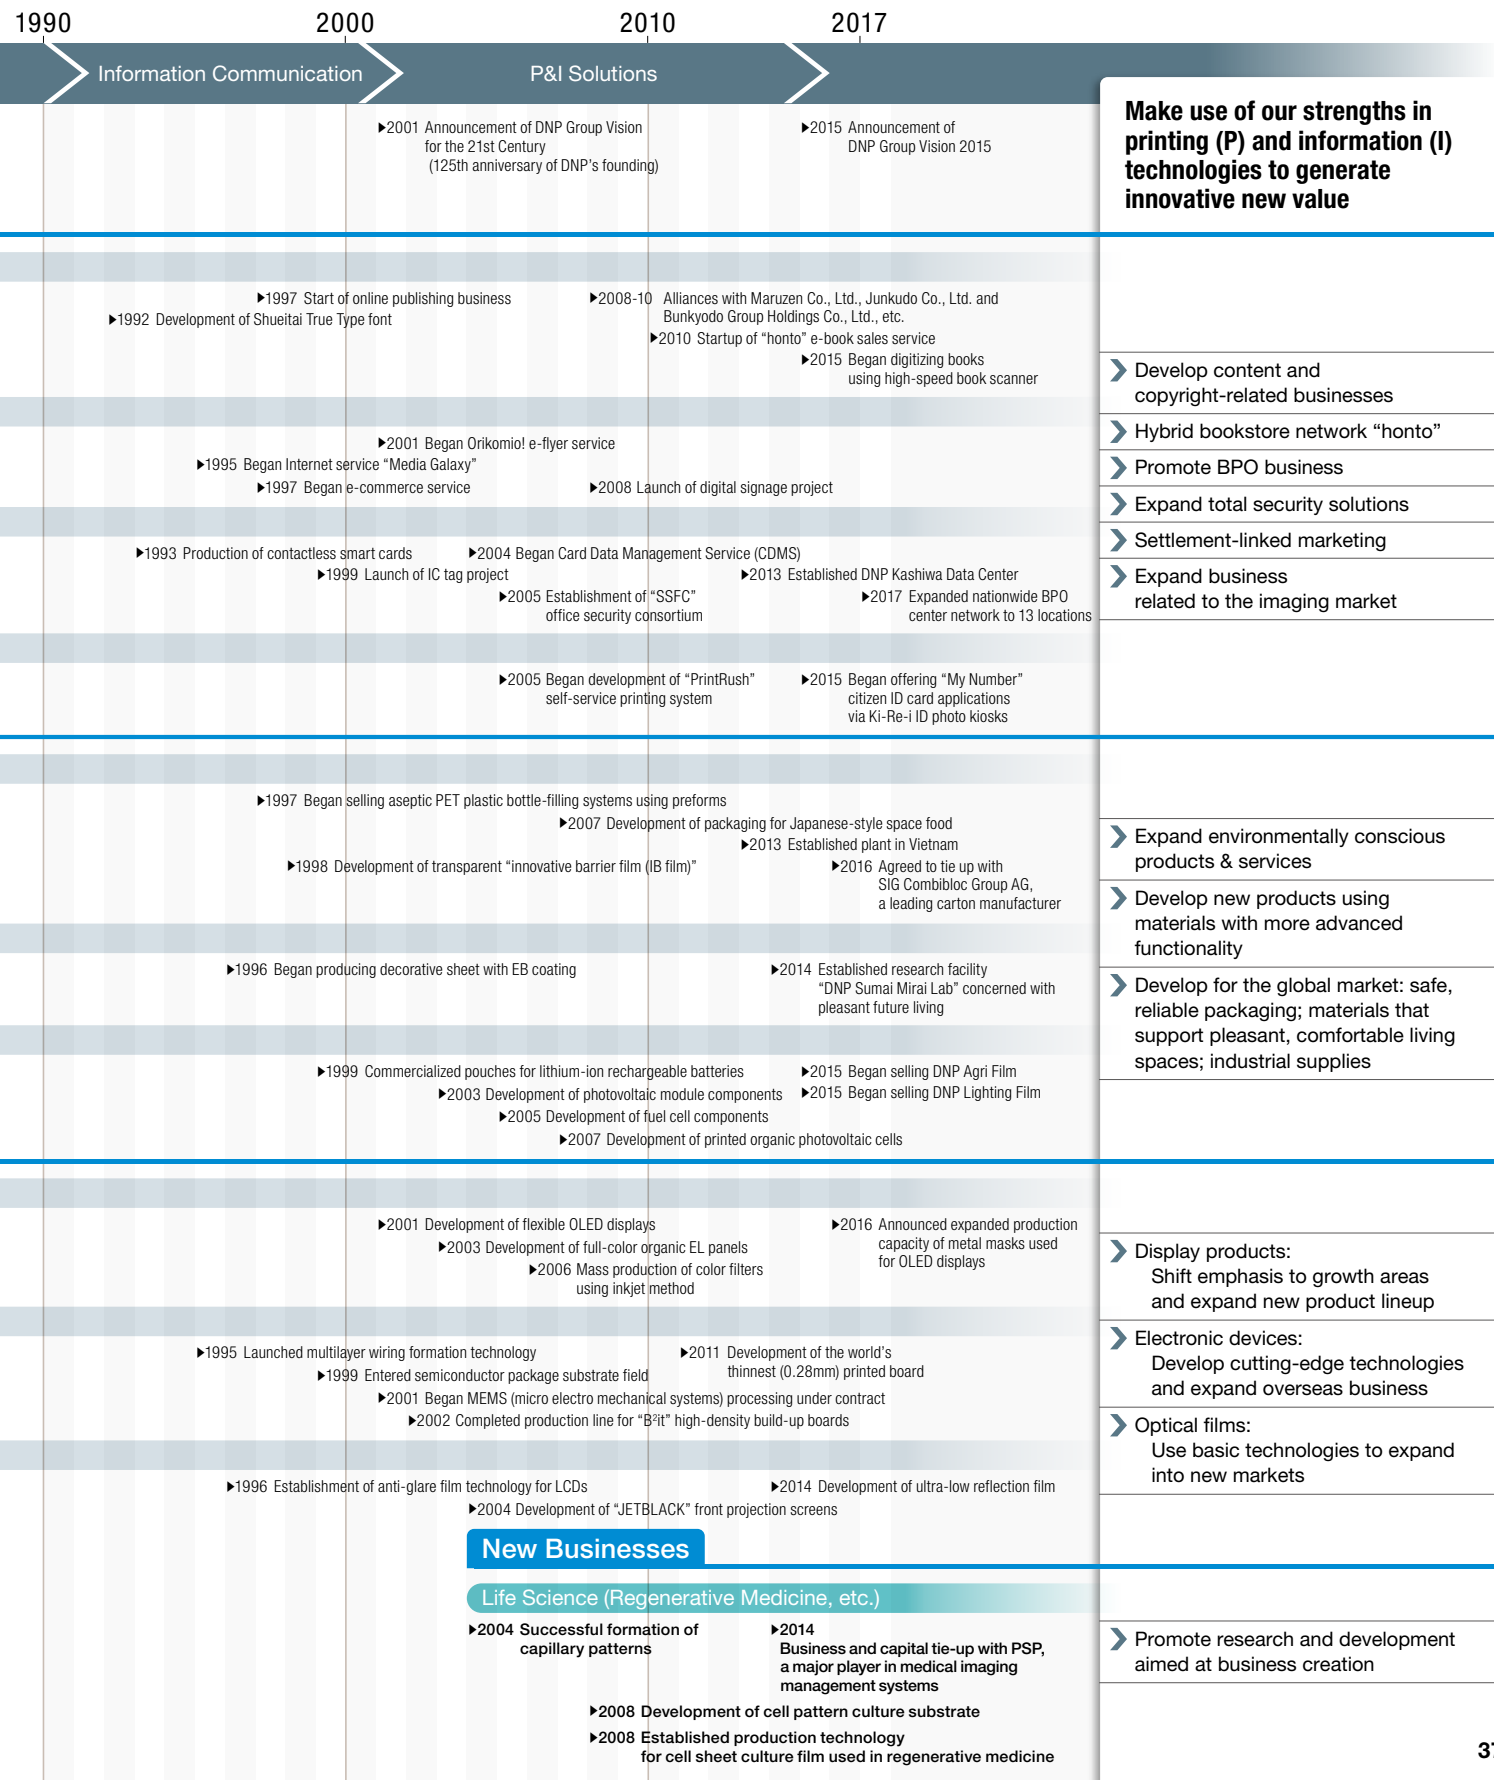 1990 2000 2010 2017
Information Communication P&I Solutions
▶2001 Announcement of DNP Group Vision
for the 21st Century
(125th anniversary of DNP's founding)
▶2015 Announcement of
DNP Group Vision 2015
Make use of our strengths in
printing (P) and information (I)
technologies to generate
innovative new value
▶1997 Start of online publishing business
▶1992 Development of Shueitai True Type font
▶2008-10 Alliances with Maruzen Co., Ltd., Junkudo Co., Ltd. and
Bunkyodo Group Holdings Co., Ltd., etc.
▶2010 Startup of “honto” e-book sales service
▶2015 Began digitizing books
using high-speed book scanner
▶2001 Began Orikomio! e-flyer service
▶1995 Began Internet service “Media Galaxy”
▶1997 Began e-commerce service
▶2008 Launch of digital signage project
▶1993 Production of contactless smart cards
▶2004 Began Card Data Management Service (CDMS)
▶1999 Launch of IC tag project
▶2013 Established DNP Kashiwa Data Center
▶2005 Establishment of “SSFC”
office security consortium
▶2017 Expanded nationwide BPO
center network to 13 locations
▶2005 Began development of “PrintRush”
self-service printing system
▶2015 Began offering “My Number”
citizen ID card applications
via Ki-Re-i ID photo kiosks
Develop content and
copyright-related businesses
Hybrid bookstore network “honto”
Promote BPO business
Expand total security solutions
Settlement-linked marketing
Expand business
related to the imaging market
▶1997 Began selling aseptic PET plastic bottle-filling systems using preforms
▶2007 Development of packaging for Japanese-style space food
▶2013 Established plant in Vietnam
▶1998 Development of transparent “innovative barrier film (IB film)”
▶2016 Agreed to tie up with
SIG Combibloc Group AG,
a leading carton manufacturer
▶1996 Began producing decorative sheet with EB coating
▶2014 Established research facility
“DNP Sumai Mirai Lab” concerned with
pleasant future living
▶1999 Commercialized pouches for lithium-ion rechargeable batteries
▶2015 Began selling DNP Agri Film
▶2003 Development of photovoltaic module components
▶2015 Began selling DNP Lighting Film
▶2005 Development of fuel cell components
▶2007 Development of printed organic photovoltaic cells
Expand environmentally conscious
products & services
Develop new products using
materials with more advanced
functionality
Develop for the global market: safe,
reliable packaging; materials that
support pleasant, comfortable living
spaces; industrial supplies
▶2001 Development of flexible OLED displays
▶2003 Development of full-color organic EL panels
▶2006 Mass production of color filters
using inkjet method
▶2016 Announced expanded production
capacity of metal masks used
for OLED displays
▶1995 Launched multilayer wiring formation technology
▶2011 Development of the world's
thinnest (0.28mm) printed board
▶1999 Entered semiconductor package substrate field
▶2001 Began MEMS (micro electro mechanical systems) processing under contract
▶2002 Completed production line for “B²it” high-density build-up boards
▶1996 Establishment of anti-glare film technology for LCDs
▶2014 Development of ultra-low reflection film
▶2004 Development of “JETBLACK” front projection screens
Display products:
Shift emphasis to growth areas
and expand new product lineup
Electronic devices:
Develop cutting-edge technologies
and expand overseas business
Optical films:
Use basic technologies to expand
into new markets
New Businesses
Life Science (Regenerative Medicine, etc.)
▶2004 Successful formation of
capillary patterns
▶2014
Business and capital tie-up with PSP,
a major player in medical imaging
management systems
▶2008 Development of cell pattern culture substrate
▶2008 Established production technology
for cell sheet culture film used in regenerative medicine
Promote research and development
aimed at business creation
37